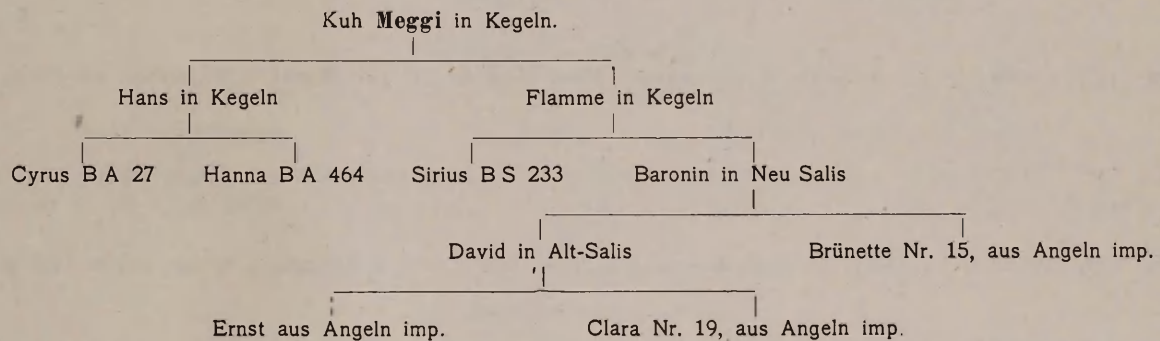 Kuh Meggi in Kegeln.
Hans in Kegeln Flamme in Kegeln
Cyrus B A 27 Hanna B A 464 Sirius B S 233 Baronin in Neu Salis
David in Alt-Salis Brünette Nr. 15, aus Angeln imp.
Ernst aus Angeln imp. Clara Nr. 19, aus Angeln imp.